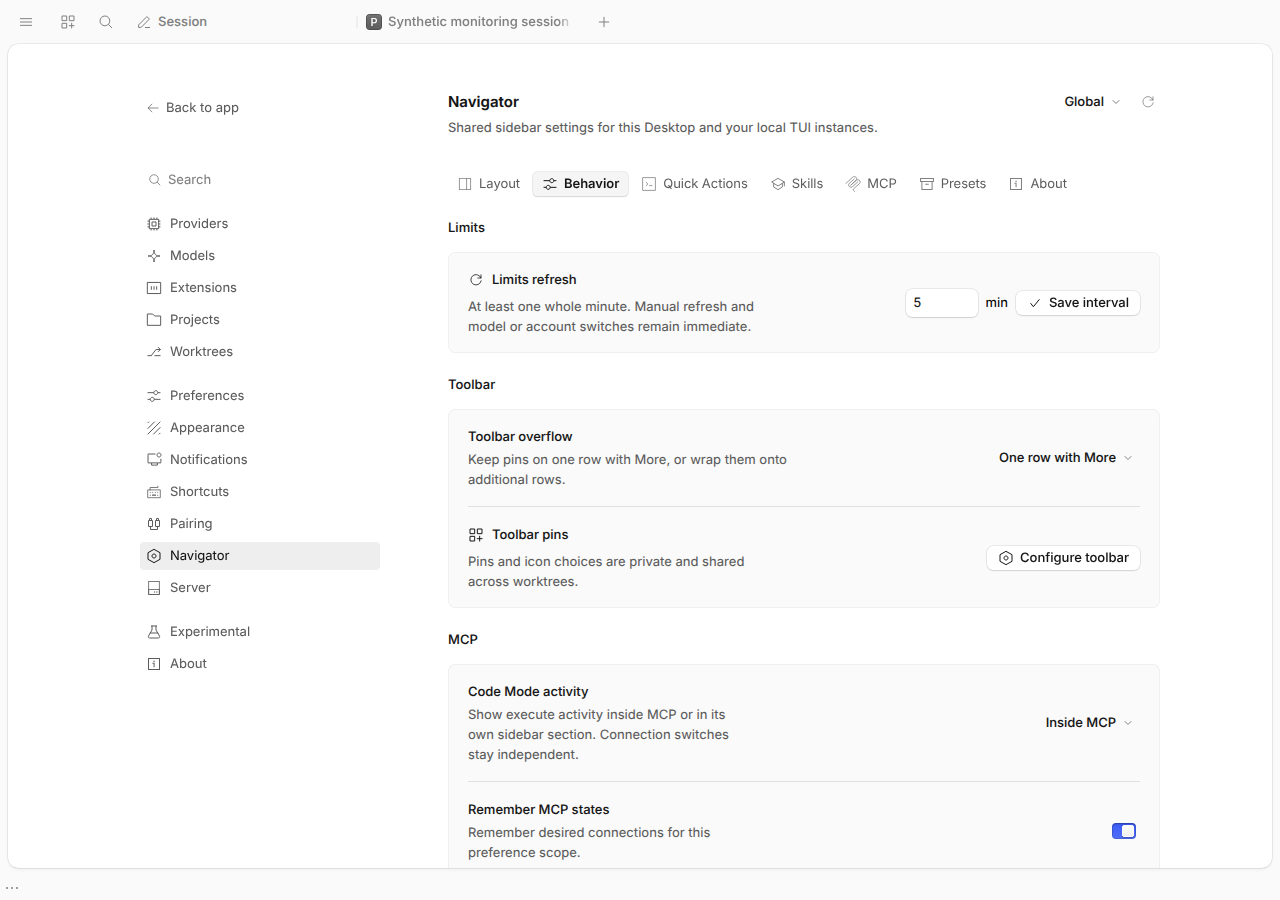 Session
P Synthetic monitoring session
Back to app
Search
Providers
Models
Extensions
Projects
Worktrees
Preferences
Appearance
Notifications
Shortcuts
Pairing
Navigator
Server
Experimental
About
Navigator
Global
Shared sidebar settings for this Desktop and your local TUI instances.
Layout Behavior Quick Actions Skills MCP Presets About
Limits
Limits refresh
At least one whole minute. Manual refresh and
model or account switches remain immediate.
5 min Save interval
Toolbar
Toolbar overflow
Keep pins on one row with More, or wrap them onto
additional rows.
One row with More
Toolbar pins
Pins and icon choices are private and shared
across worktrees.
Configure toolbar
MCP
Code Mode activity
Show execute activity inside MCP or in its
own sidebar section. Connection switches
stay independent.
Inside MCP
Remember MCP states
Remember desired connections for this
preference scope.